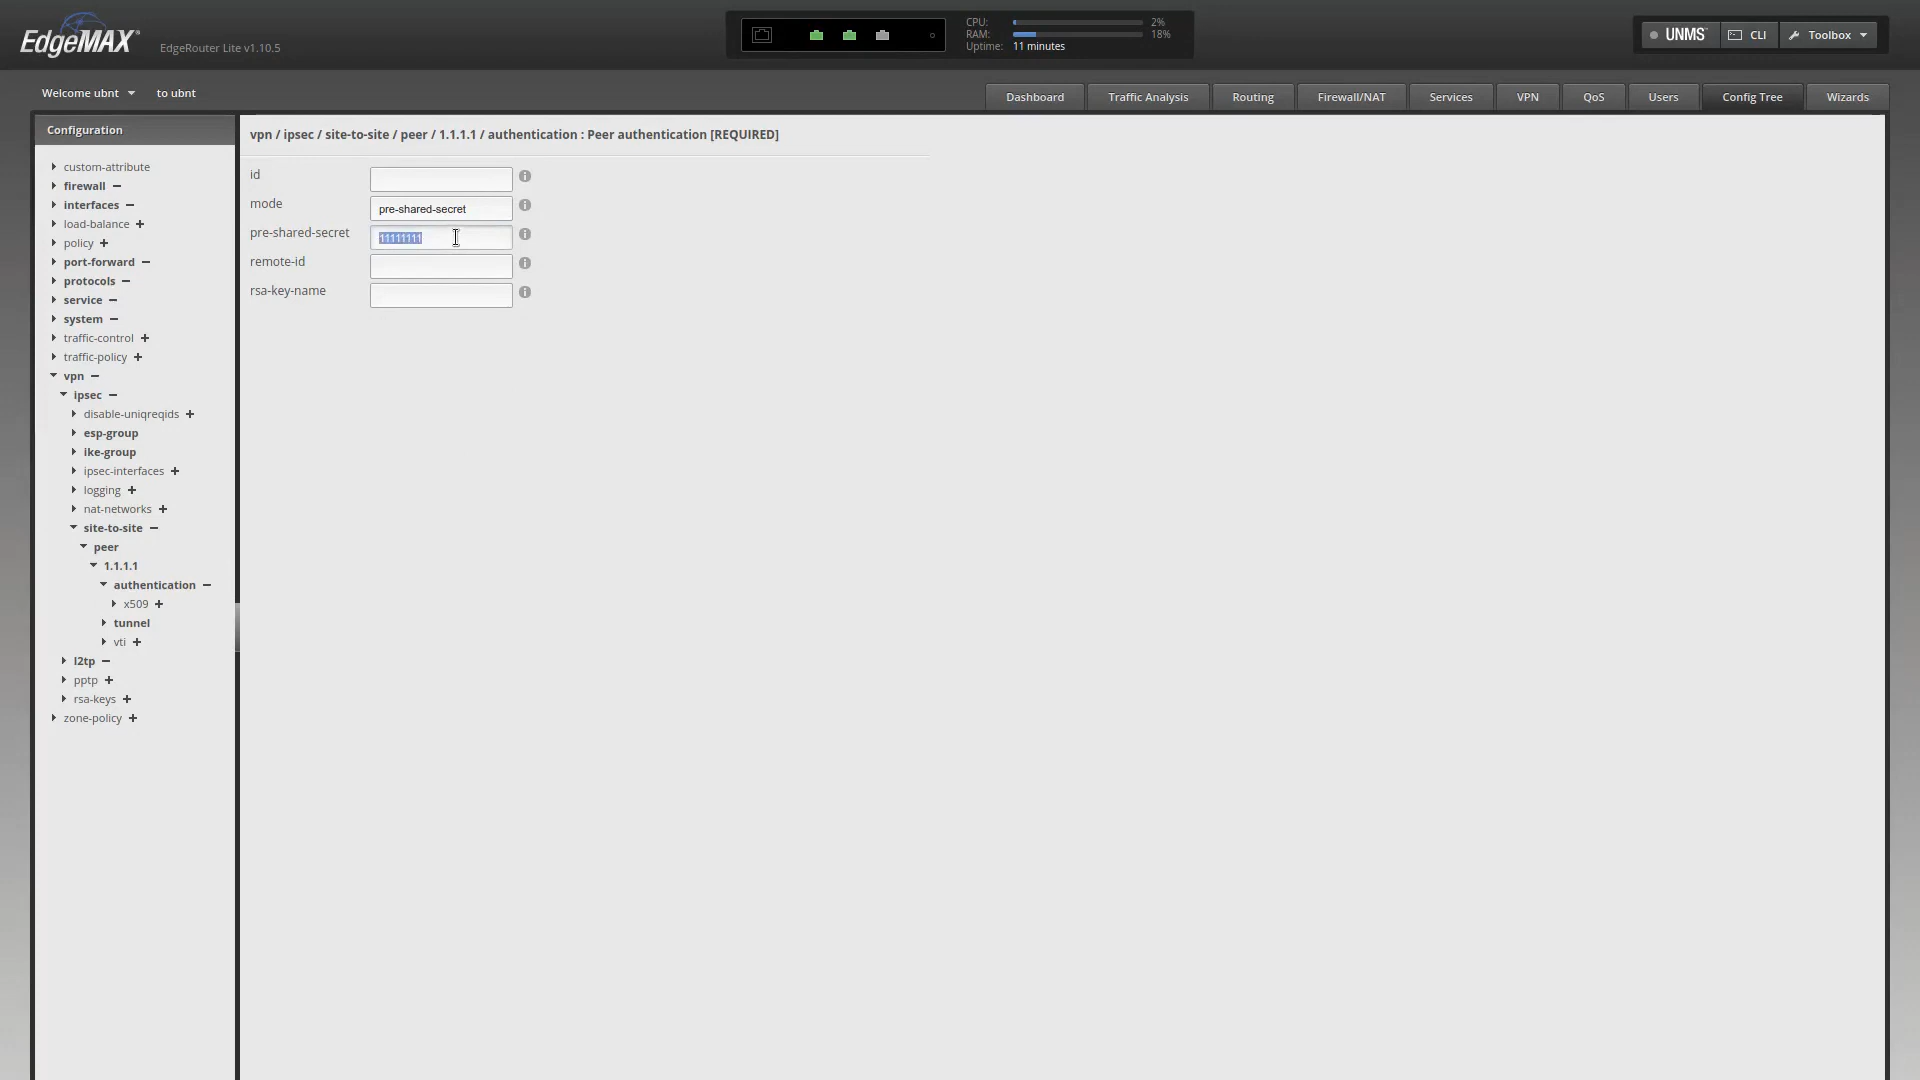 EdgeMAX
EdgeRouter Lite v1.10.5
CPU: 2%
RAM: 18%
Uptime: 11 minutes
UNMS
CLI
Toolbox
Welcome ubnt
to ubnt
Dashboard
Traffic Analysis
Routing
Firewall/NAT
Services
VPN
QoS
Users
Config Tree
Wizards
Configuration
custom-attribute
firewall
interfaces
load-balance
policy
port-forward
protocols
service
system
traffic-control
traffic-policy
vpn
ipsec
disable-uniqreqids
esp-group
ike-group
ipsec-interfaces
logging
nat-networks
site-to-site
peer
1.1.1.1
authentication
x509
tunnel
vti
l2tp
pptp
rsa-keys
zone-policy
vpn / ipsec / site-to-site / peer / 1.1.1.1 / authentication : Peer authentication [REQUIRED]
id
mode pre-shared-secret
pre-shared-secret 11111111
remote-id
rsa-key-name